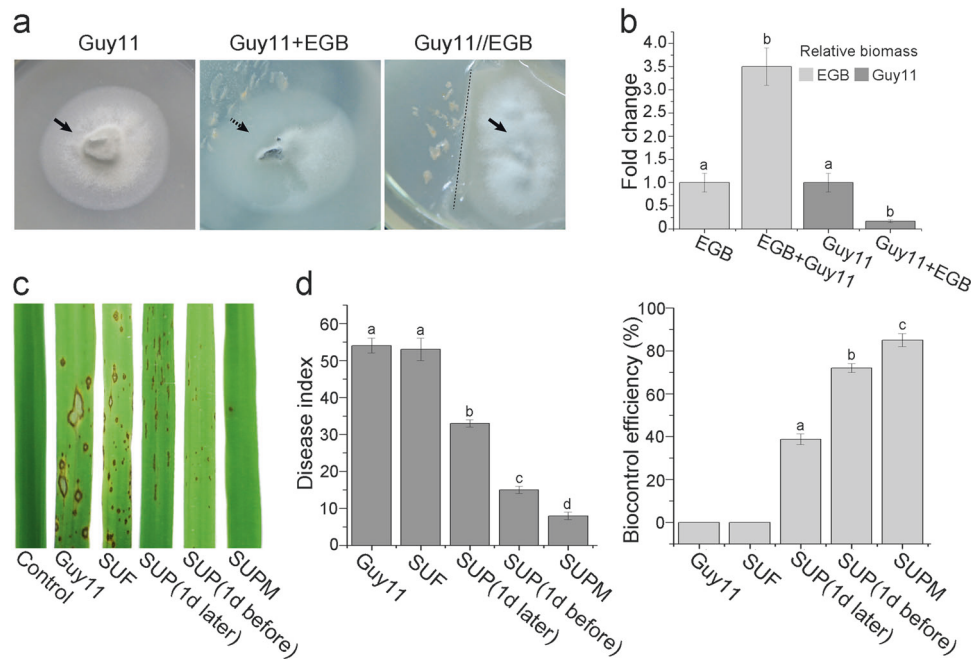 a
Guy11
Guy11+EGB
Guy11//EGB
b
Fold change
4.0
3.5
3.0
2.5
2.0
1.5
1.0
0.5
0
Relative biomass
EGB
Guy11
a
b
a
b
EGB
EGB+Guy11
Guy11
Guy11+EGB
c
Control
Guy11
SUF
SUP(1d later)
SUP(1d before)
SUPM
d
Disease index
60
50
40
30
20
10
0
a
a
b
c
d
Guy11
SUF
SUP(1d later)
SUP(1d before)
SUPM
Biocontrol efficiency (%)
100
80
60
40
20
0
a
b
c
Guy11
SUF
SUP(1d later)
SUP(1d before)
SUPM